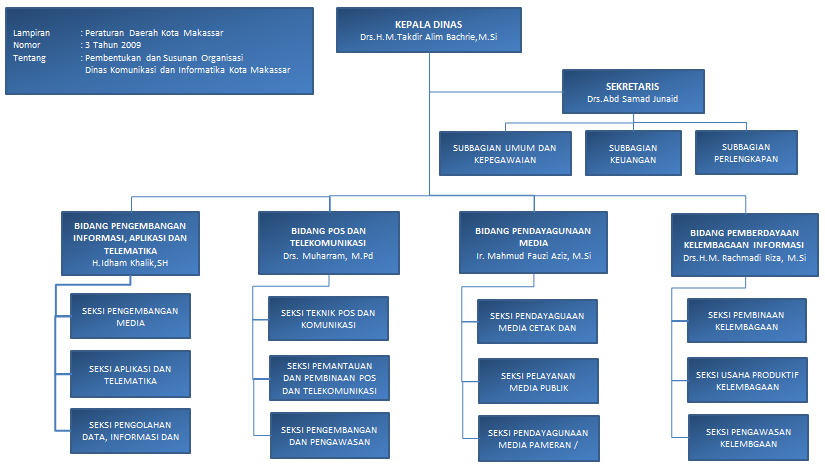 Lampiran : Peraturan Daerah Kota Makassar
Nomor : 3 Tahun 2009
Tentang : Pembentukan dan Susunan Organisasi
Dinas Komunikasi dan Informatika Kota Makassar
KEPALA DINAS
Drs.H.M.Takdir Alim Bachrie,M.Si
SEKRETARIS
Drs.Abd Samad Junaid
SUBBAGIAN UMUM DAN
KEPEGAWAIAN
SUBBAGIAN
KEUANGAN
SUBBAGIAN
PERLENGKAPAN
BIDANG PENGEMBANGAN
INFORMASI, APLIKASI DAN
TELEMATIKA
H.Idham Khalik,SH
BIDANG POS DAN
TELEKOMUNIKASI
Drs. Muharram, M.Pd
BIDANG PENDAYAGUNAAN
MEDIA
Ir. Mahmud Fauzi Aziz, M.Si
BIDANG PEMBERDAYAAN
KELEMBAGAAN INFORMASI
Drs.H.M. Rachmadi Riza, M.Si
SEKSI PENGEMBANGAN
MEDIA
SEKSI TEKNIK POS DAN
KOMUNIKASI
SEKSI PENDAYAGUAAN
MEDIA CETAK DAN
SEKSI PEMBINAAN
KELEMBAGAAN
SEKSI APLIKASI DAN
TELEMATIKA
SEKSI PEMANTAUAN
DAN PEMBINAAN POS
DAN TELEKOMUNIKASI
SEKSI PELAYANAN
MEDIA PUBLIK
SEKSI USAHA PRODUKTIF
KELEMBAGAAN
SEKSI PENGOLAHAN
DATA, INFORMASI DAN
SEKSI PENGEMBANGAN
DAN PENGAWASAN
SEKSI PENDAYAGUNAAN
MEDIA PAMERAN /
SEKSI PENGAWASAN
KELEMBGAAN